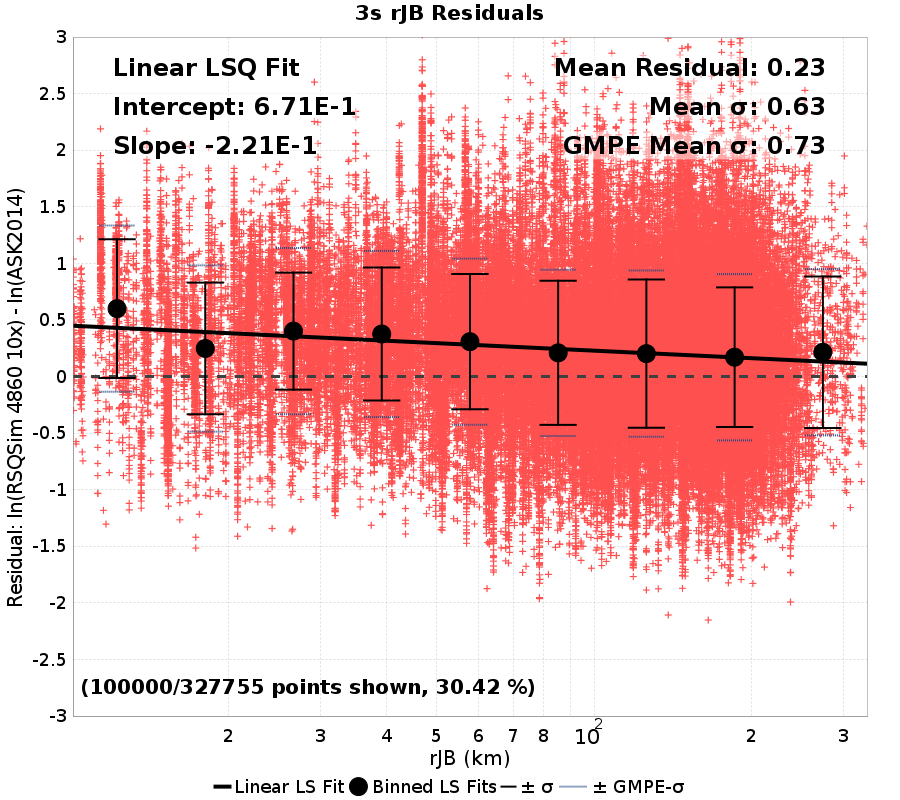 3s rJB Residuals
Linear LSQ Fit
Intercept: 6.71E-1
Slope: -2.21E-1
Mean Residual: 0.23
Mean σ: 0.63
GMPE Mean σ: 0.73
Residual: ln(RSQSim 4860 10x) - ln(ASK2014)
3
2.5
2
1.5
1
0.5
0
-0.5
-1
-1.5
-2
-2.5
-3
(100000/327755 points shown, 30.42 %)
2 3 4 5 6 7 8 10² 2 3
rJB (km)
Linear LS Fit Binned LS Fits ± σ ± GMPE-σ